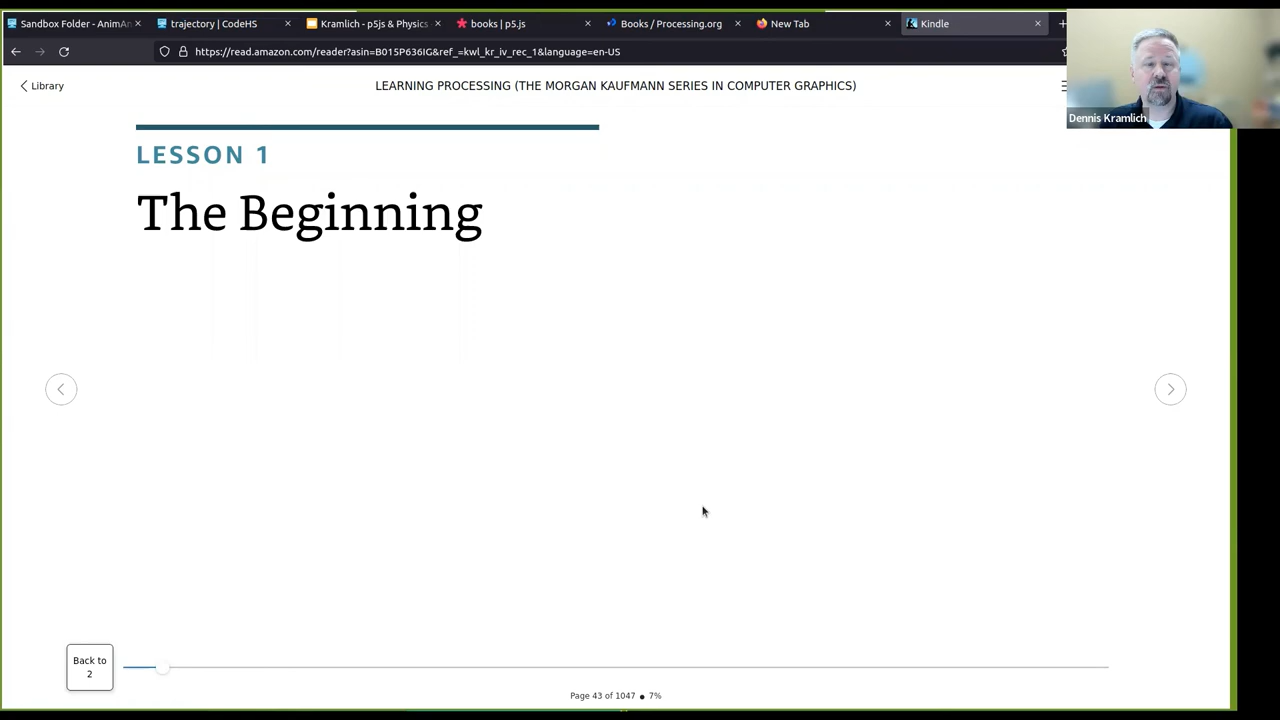 Sandbox Folder - AnimAn
trajectory | CodeHS
Kramlich - p5js & Physics
books | p5.js
Books / Processing.org
New Tab
Kindle
https://read.amazon.com/reader?asin=B015P636IG&ref_=kwl_kr_iv_rec_1&language=en-US
Library
LEARNING PROCESSING (THE MORGAN KAUFMANN SERIES IN COMPUTER GRAPHICS)
Dennis Kramlich
LESSON 1
The Beginning
Back to
2
Page 43 of 1047 ● 7%